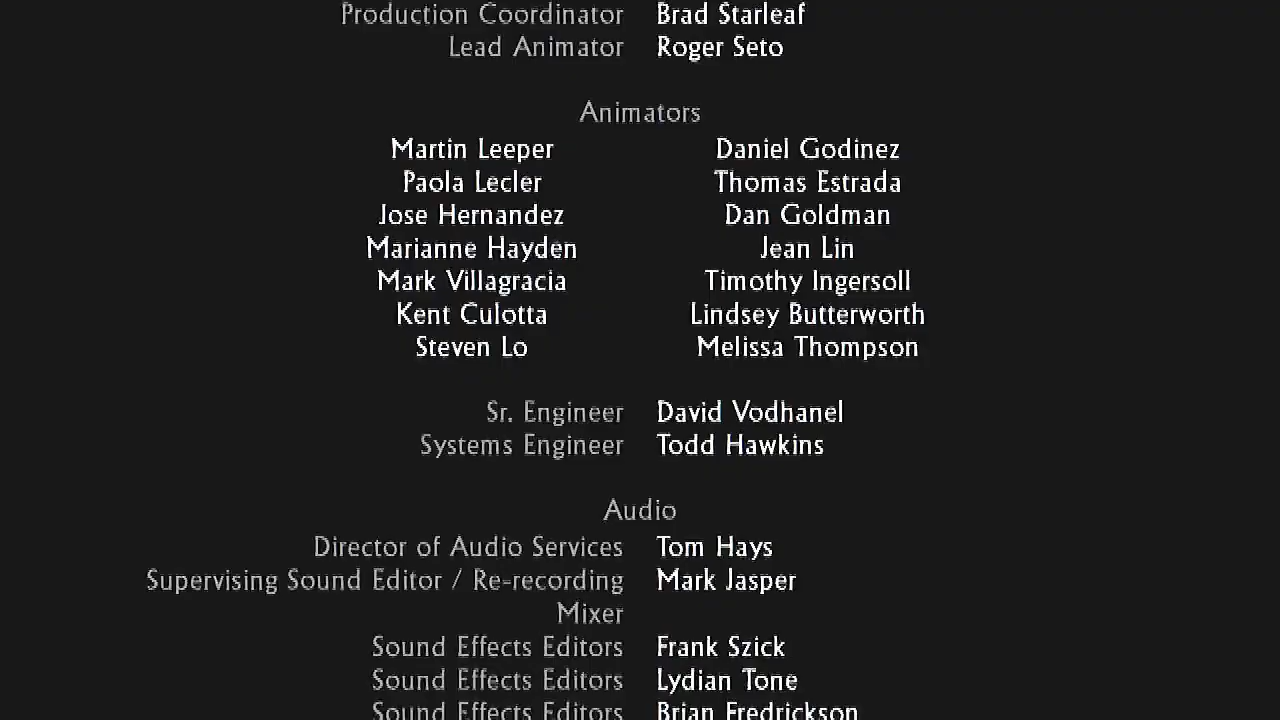 Production Coordinator Brad Starleaf
Lead Animator Roger Seto
Animators
Martin Leeper Daniel Godinez
Paola Lecler Thomas Estrada
Jose Hernandez Dan Goldman
Marianne Hayden Jean Lin
Mark Villagracia Timothy Ingersoll
Kent Culotta Lindsey Butterworth
Steven Lo Melissa Thompson
Sr. Engineer David Vodhanel
Systems Engineer Todd Hawkins
Audio
Director of Audio Services Tom Hays
Supervising Sound Editor / Re-recording Mark Jasper
Mixer
Sound Effects Editors Frank Szick
Sound Effects Editors Lydian Tone
Sound Effects Editors Brian Fredrickson